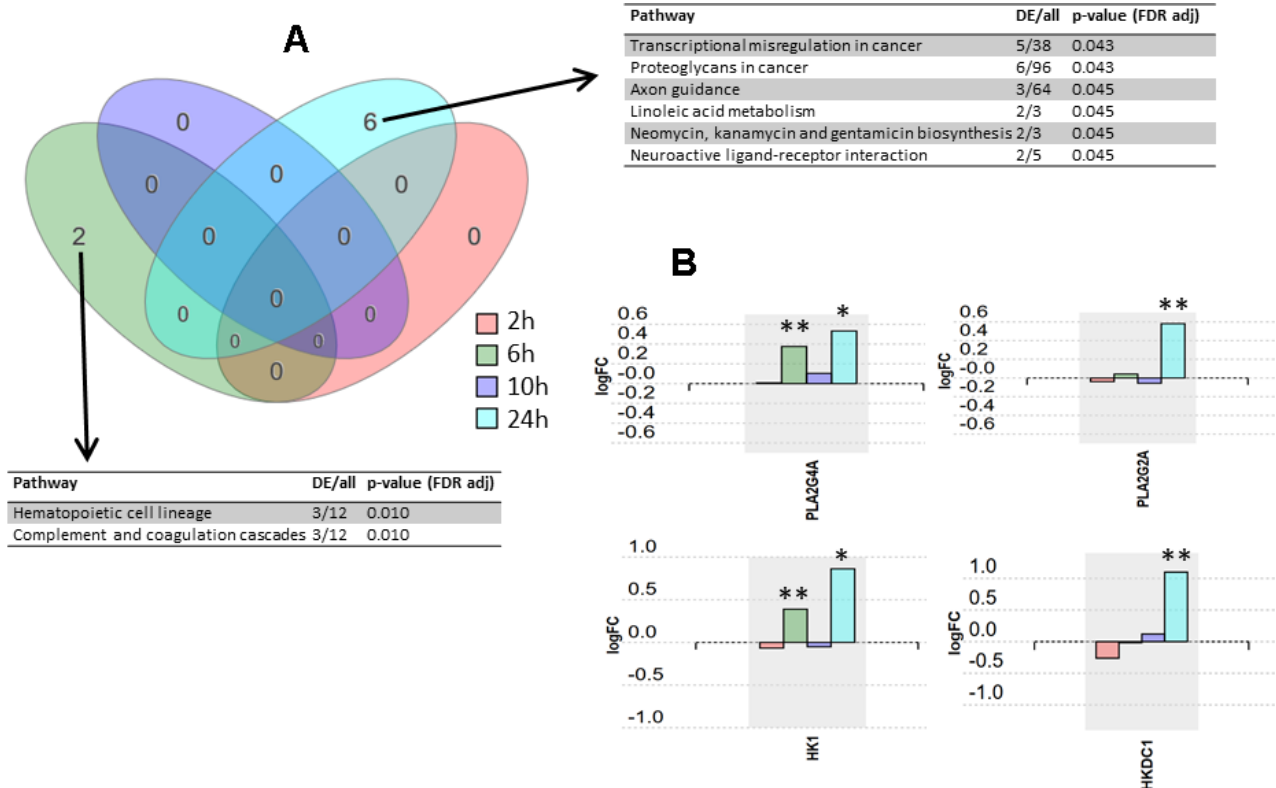 A
Pathway DE/all p-value (FDR adj)
Transcriptional misregulation in cancer 5/38 0.043
Proteoglycans in cancer 6/96 0.043
Axon guidance 3/64 0.045
Linoleic acid metabolism 2/3 0.045
Neomycin, kanamycin and gentamicin biosynthesis 2/3 0.045
Neuroactive ligand-receptor interaction 2/5 0.045
0 6
0
0 0
2 0 0 0
0
0 0
0 0
0
2h
6h
10h
24h
Pathway DE/all p-value (FDR adj)
Hematopoietic cell lineage 3/12 0.010
Complement and coagulation cascades 3/12 0.010
B
logFC
0.6
0.4
0.2
-0.0
-0.2
-0.4
-0.6
** *
PLA2G4A
logFC
0.6
0.4
0.2
-0.0
-0.2
-0.4
-0.6
**
PLA2G2A
logFC
1.0
0.5
0.0
-0.5
-1.0
** *
HK1
logFC
1.0
0.5
0.0
-0.5
-1.0
**
HKDC1